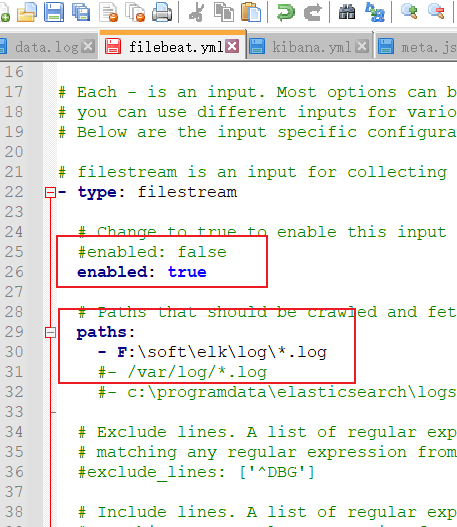 data.log filebeat.yml kibana.yml meta.js
16
17 # Each - is an input. Most options can b
18 # you can use different inputs for vario
19 # Below are the input specific configura
20
21 # filestream is an input for collecting
22 - type: filestream
23
24 # Change to true to enable this input
25 #enabled: false
26 enabled: true
27
28 # Paths that should be crawled and fet
29 paths:
30 - F:\soft\elk\log\*.log
31 #- /var/log/*.log
32 #- c:\programdata\elasticsearch\logs
33
34 # Exclude lines. A list of regular exp
35 # matching any regular expression from
36 #exclude_lines: ['^DBG']
37
38 # Include lines. A list of regular exp